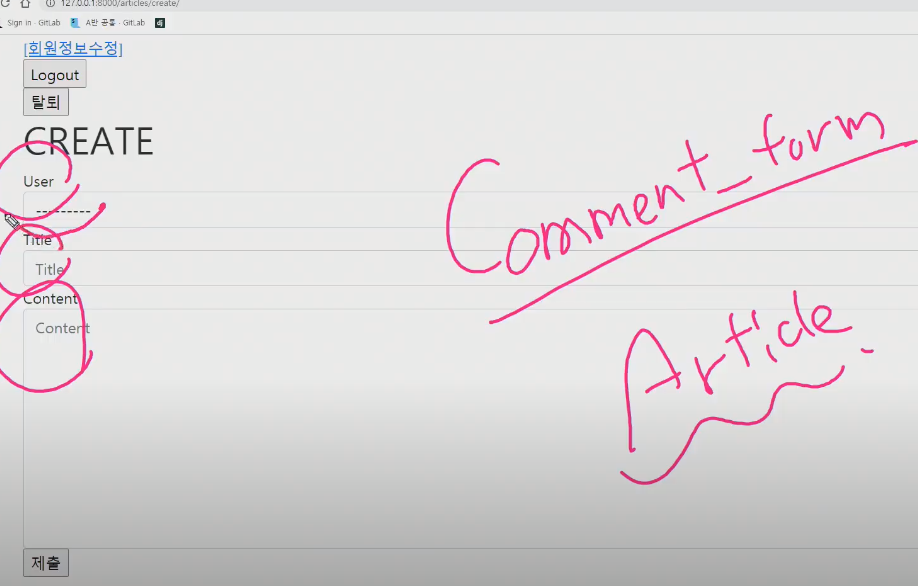 127.0.0.1:8000/articles/create/
Sign in · GitLab A반 공통 · GitLab dj
[회원정보수정]
Logout
탈퇴
CREATE
User
----------
Title
Title
Content
Content
제출
Comment_form
Article